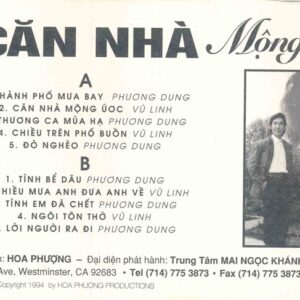 CĂN NHÀ Mộng
A
HÀNH PHỐ MƯA BAY PHƯƠNG DUNG
2. CĂN NHÀ MỘNG ƯỚC VŨ LINH
THƯƠNG CA MÙA HẠ PHƯƠNG DUNG
4. CHIỀU TRÊN PHỐ BUỒN VŨ LINH
5. ĐÒ NGHÈO PHƯƠNG DUNG
B
1. TÌNH BỂ DÂU PHƯƠNG DUNG
HIỀU MƯA ANH ĐƯA ANH VỀ VŨ LINH
TÌNH EM ĐÃ CHẾT PHƯƠNG DUNG
4. NGÔI TÔN THỜ VŨ LINH
LỜI NGƯỜI RA ĐI PHƯƠNG DUNG
: HOA PHƯỢNG – Đại diện phát hành: Trung Tâm MAI NGỌC KHÁNH
Ave, Westminster, CA 92683 • Tel (714) 775 3873 • Fax (714) 775 3873
Copyright 1994 by HOA PHUONG PRODUCTIONS